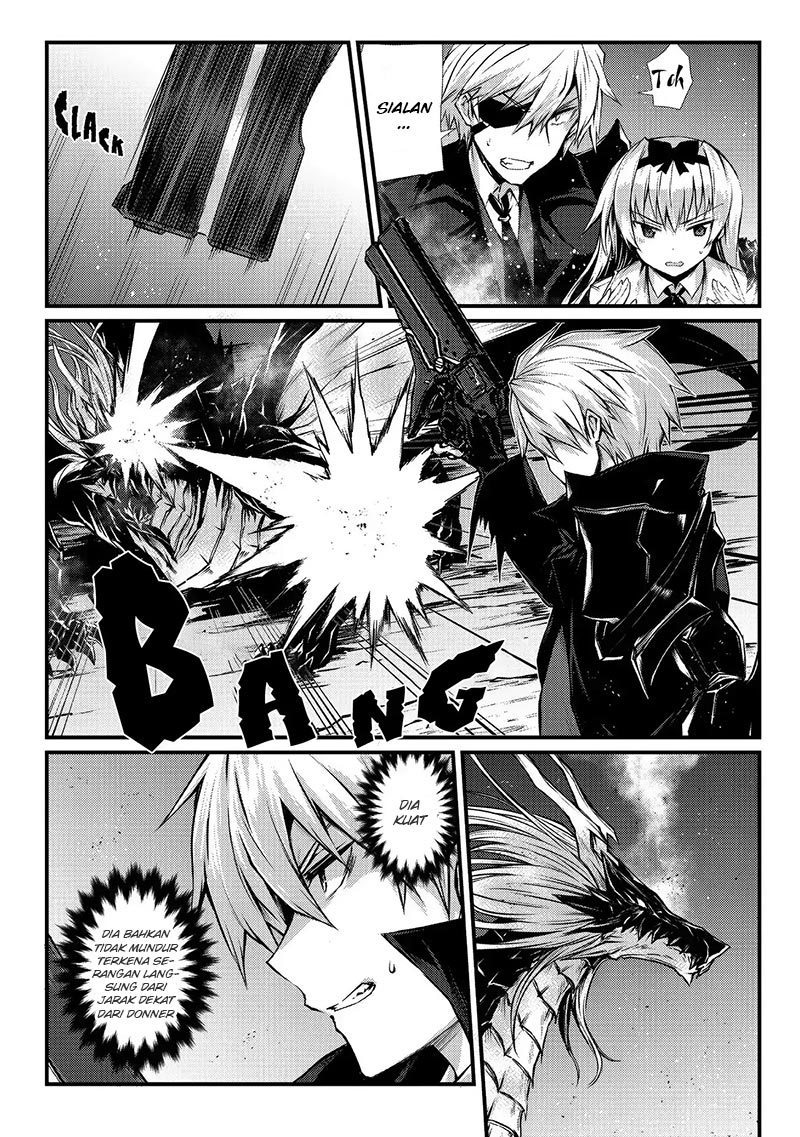 CLACK
SIALAN
...
Tch
BANG
DIA
KUAT
DIA BAHKAN
TIDAK MUNDUR
TERKENA SE-
RANGAN LANG-
SUNG DARI
JARAK DEKAT
DARI DONNER